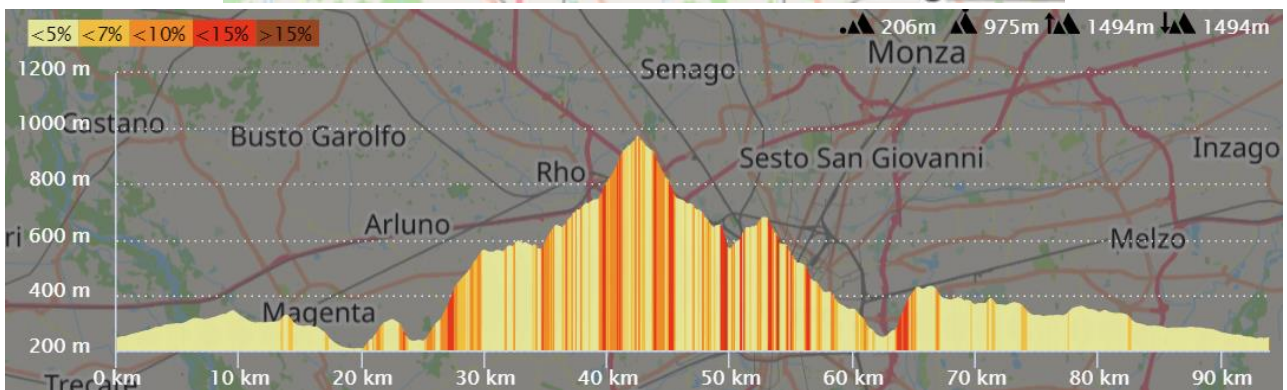 <5% <7% <10% <15% >15%
206m 975m 1494m 1494m
Monza
1200 m
Senago
1000 m
Castano
Busto Garolfo
Sesto San Giovanni
Inzago
800 m
Rho
Arluno
600 m
ri
Melzo
400 m
Magenta
200 m
Trecate
0 km 10 km 20 km 30 km 40 km 50 km 60 km 70 km 80 km 90 km